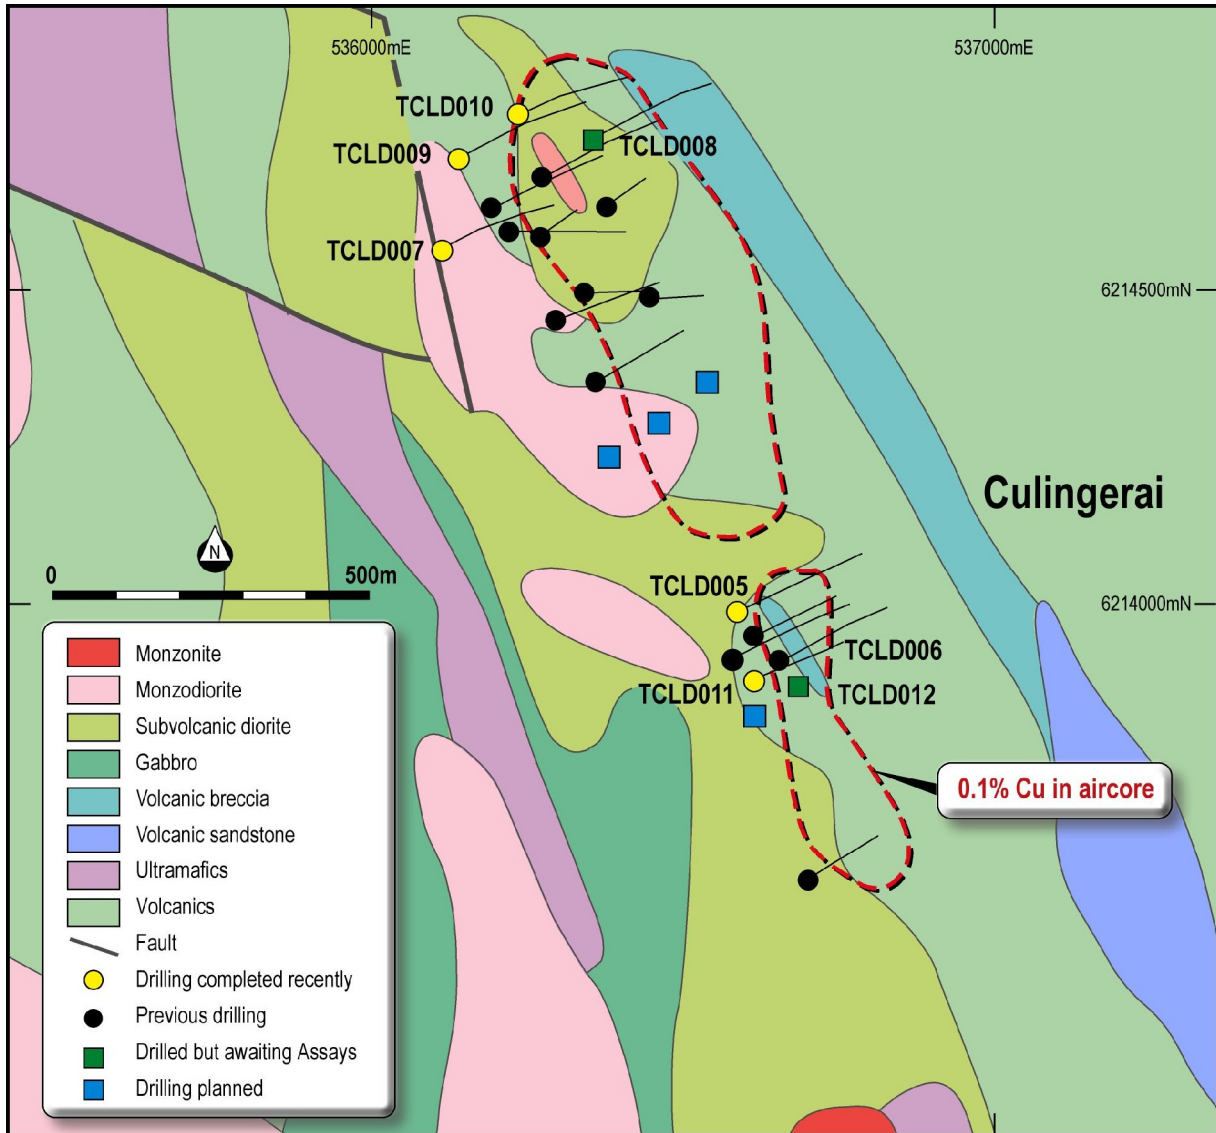 536000mE
537000mE
TCLD010
TCLD009
TCLD008
TCLD007
6214500mN
Culingerai
N
0
500m
TCLD005
6214000mN
TCLD006
TCLD011
TCLD012
0.1% Cu in aircore
Monzonite
Monzodiorite
Subvolcanic diorite
Gabbro
Volcanic breccia
Volcanic sandstone
Ultramafics
Volcanics
Fault
Drilling completed recently
Previous drilling
Drilled but awaiting Assays
Drilling planned